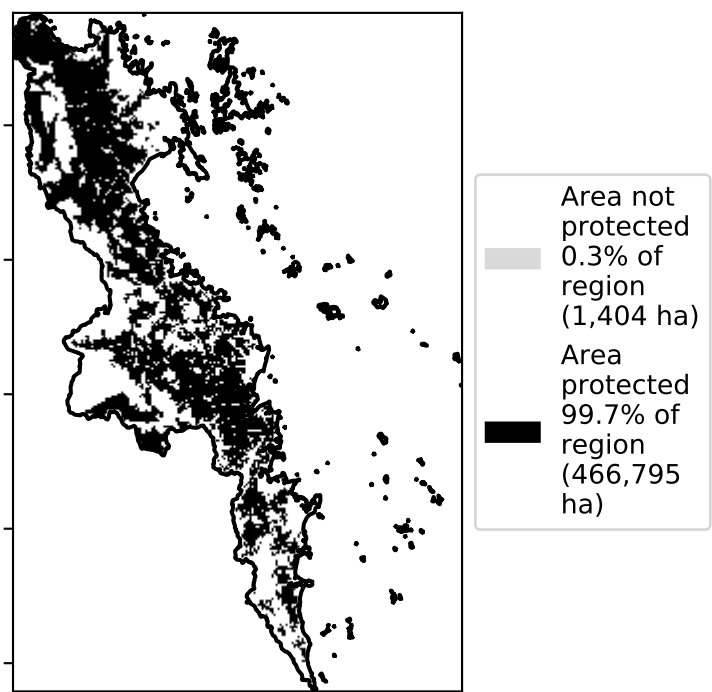 Area not
protected
0.3% of
region
(1,404 ha)
Area
protected
99.7% of
region
(466,795
ha)